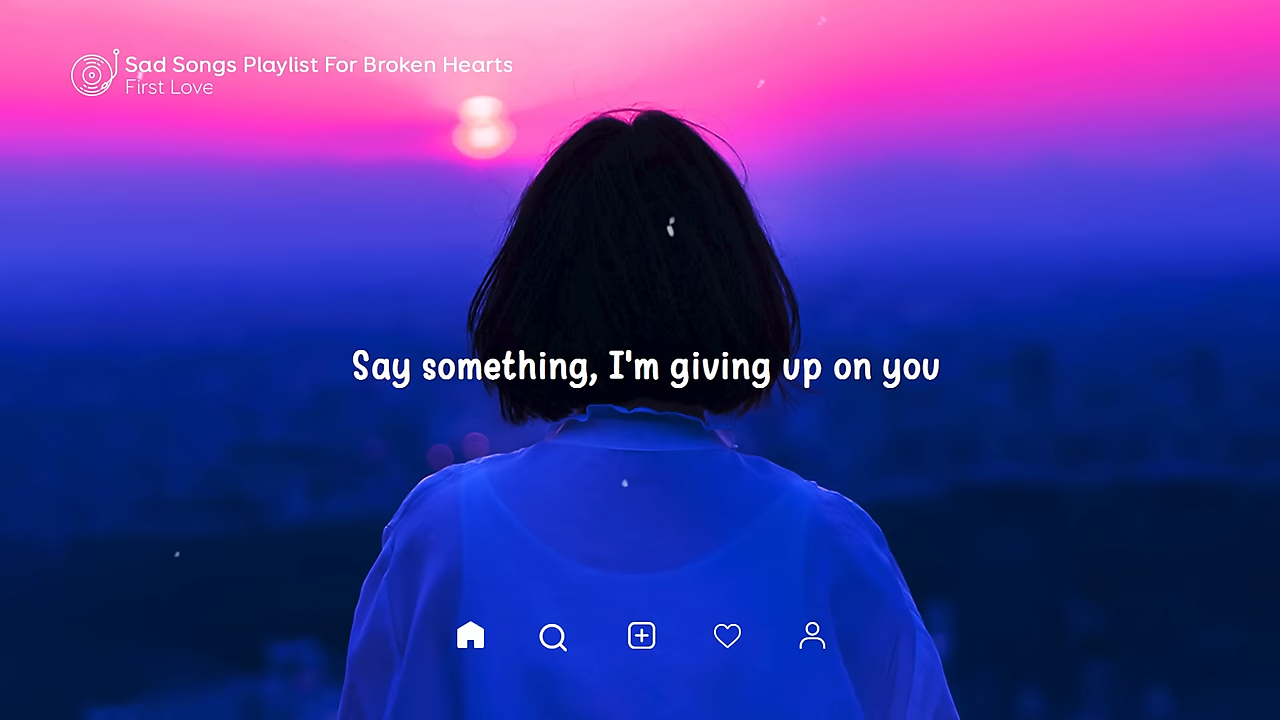 Sad Songs Playlist For Broken Hearts
First Love
Say something, I'm giving up on you